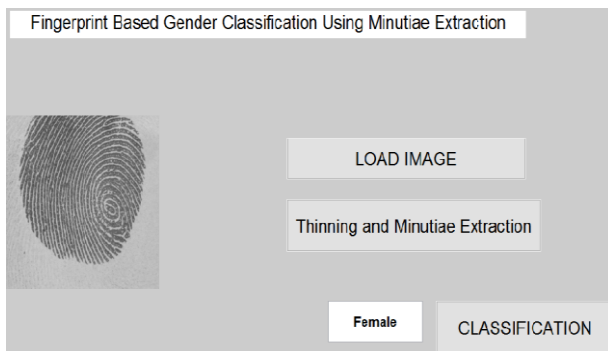 Fingerprint Based Gender Classification Using Minutiae Extraction
LOAD IMAGE
Thinning and Minutiae Extraction
Female
CLASSIFICATION